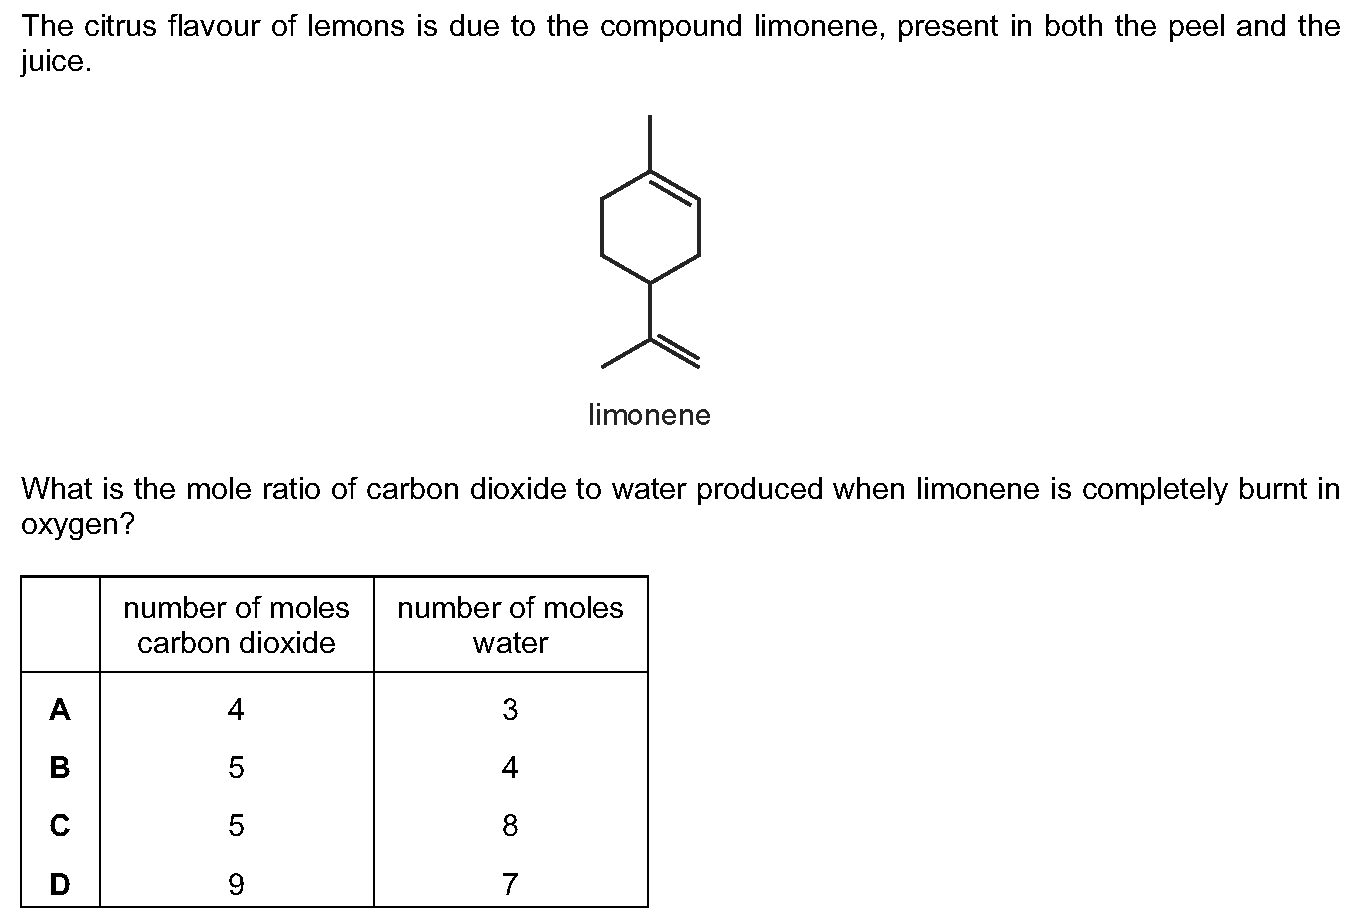 The citrus flavour of lemons is due to the compound limonene, present in both the peel and the
juice.
limonene
What is the mole ratio of carbon dioxide to water produced when limonene is completely burnt in
oxygen?
number of moles carbon dioxide number of moles water
A 4 3
B 5 4
C 5 8
D 9 7